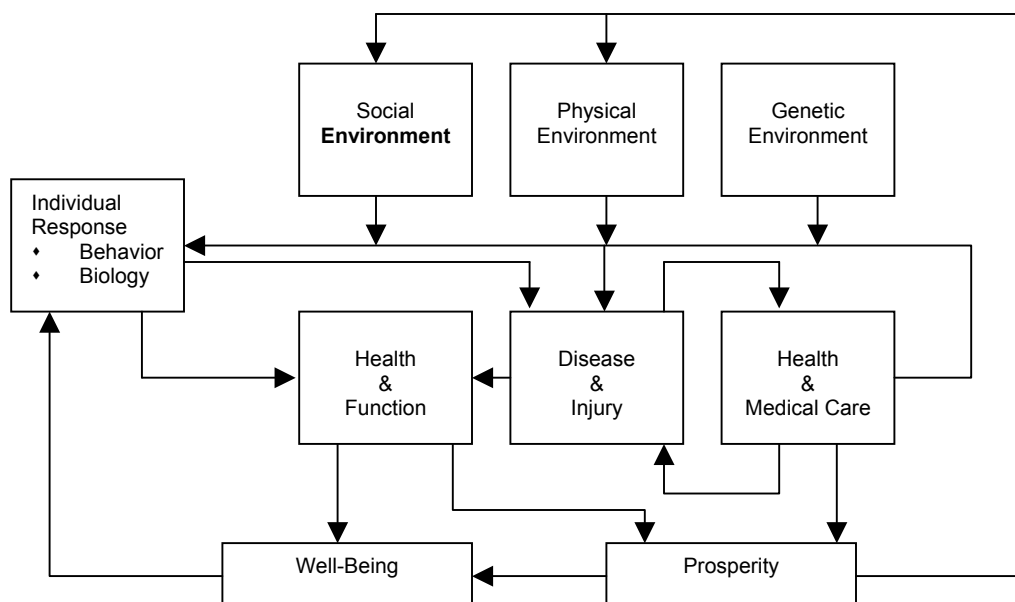 Social
Environment
Physical
Environment
Genetic
Environment
Individual
Response
♦ Behavior
♦ Biology
Health
&
Function
Disease
&
Injury
Health
&
Medical Care
Well-Being
Prosperity